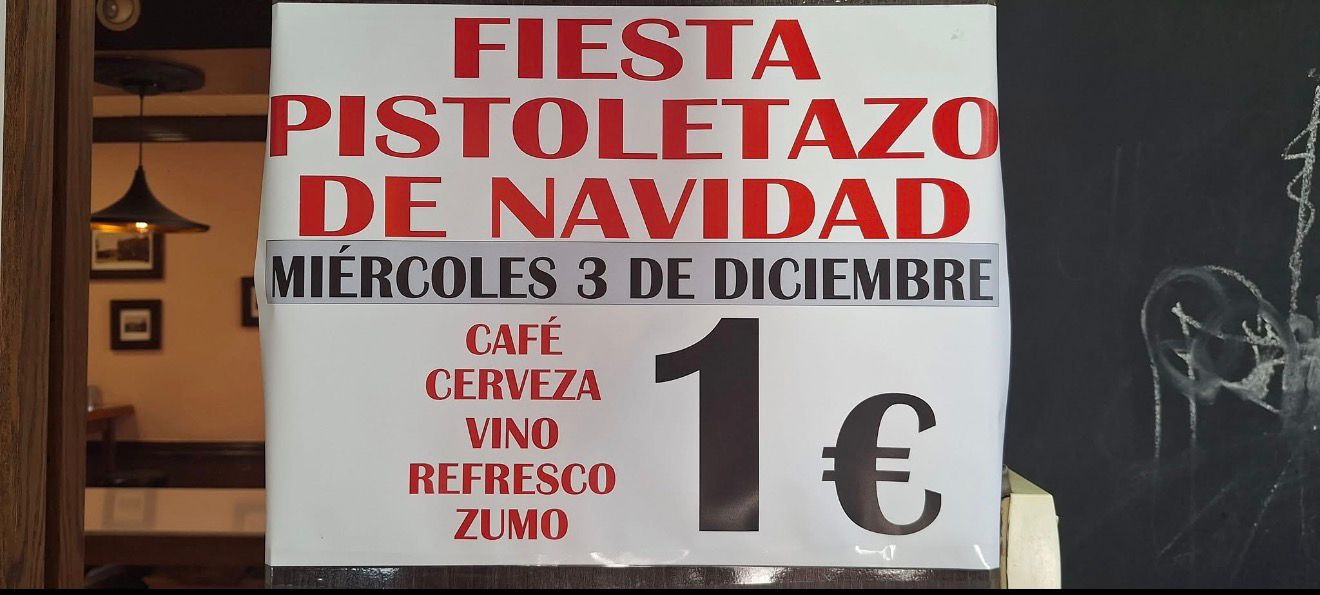 FIESTA
PISTOLETAZO
DE NAVIDAD
MIÉRCOLES 3 DE DICIEMBRE
CAFÉ
CERVEZA
VINO
REFRESCO
ZUMO
1 €